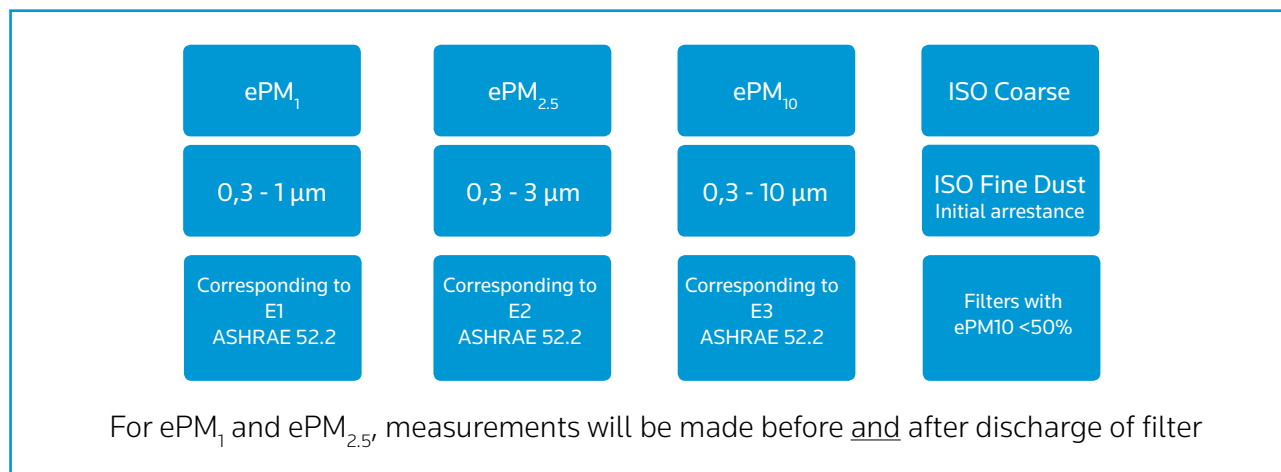 ePM₁
ePM₂.₅
ePM₁₀
ISO Coarse
0,3 - 1 µm
0,3 - 3 µm
0,3 - 10 µm
ISO Fine Dust
Initial arrestance
Corresponding to
E1
ASHRAE 52.2
Corresponding to
E2
ASHRAE 52.2
Corresponding to
E3
ASHRAE 52.2
Filters with
ePM10 <50%
For ePM₁ and ePM₂.₅, measurements will be made before and after discharge of filter